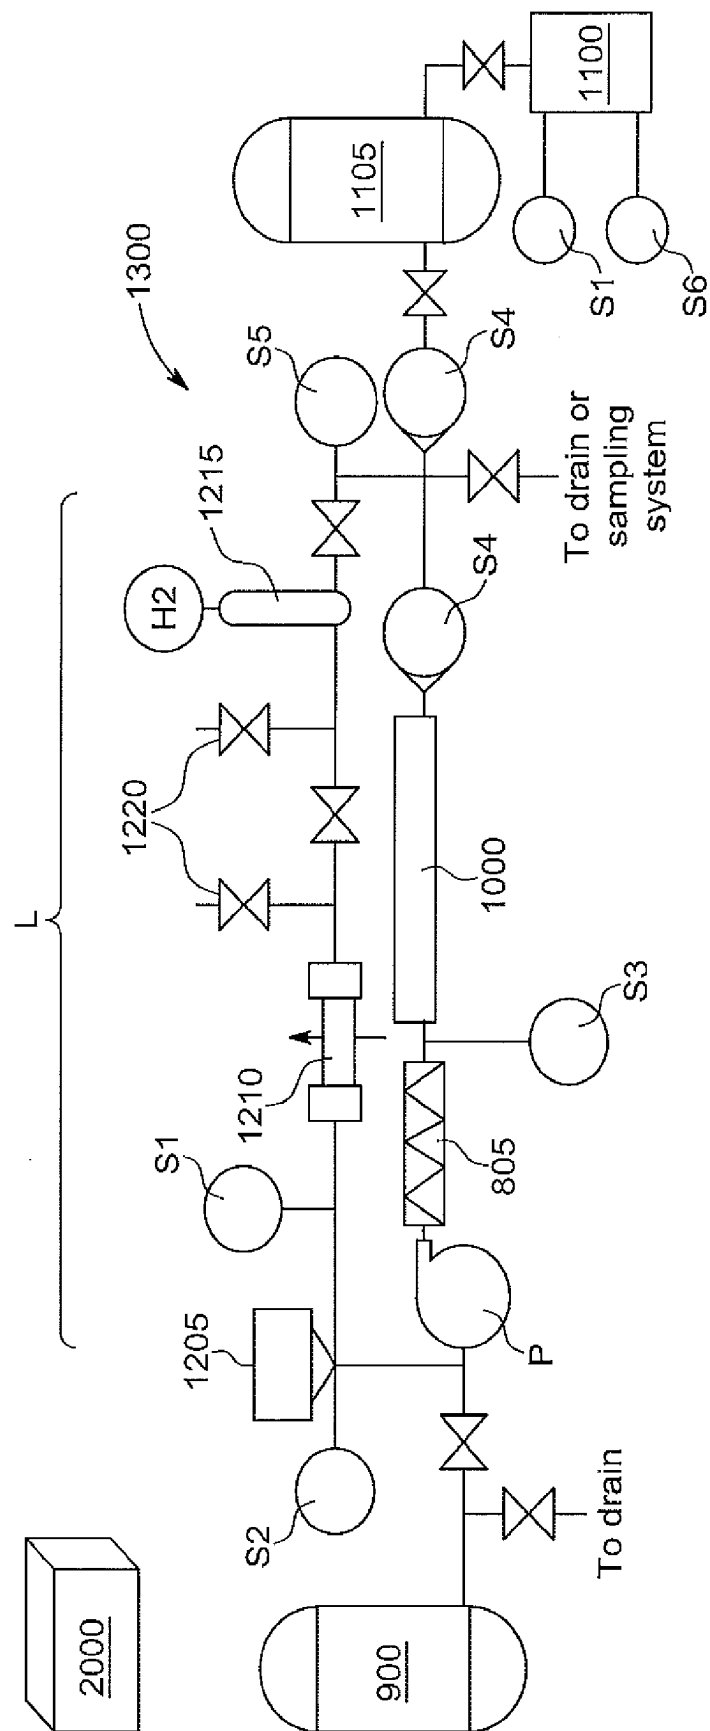 1300
L
H2
1215
S5
1105
1100
S1
S6
S4
To drain or
sampling
system
S4
1220
1000
1210
S1
S3
805
1205
P
S2
To drain
2000
900